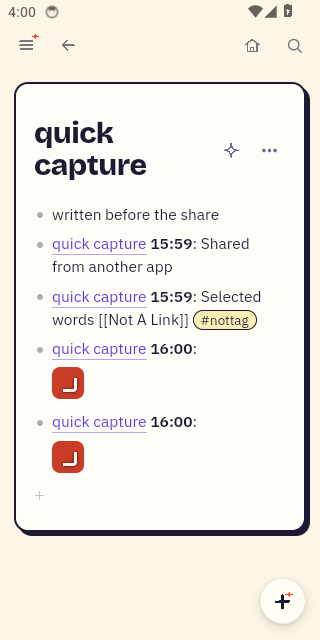 4:00
quick
capture
written before the share
quick capture 15:59: Shared
from another app
quick capture 15:59: Selected
words [[Not A Link]] #nottag
quick capture 16:00:
quick capture 16:00: